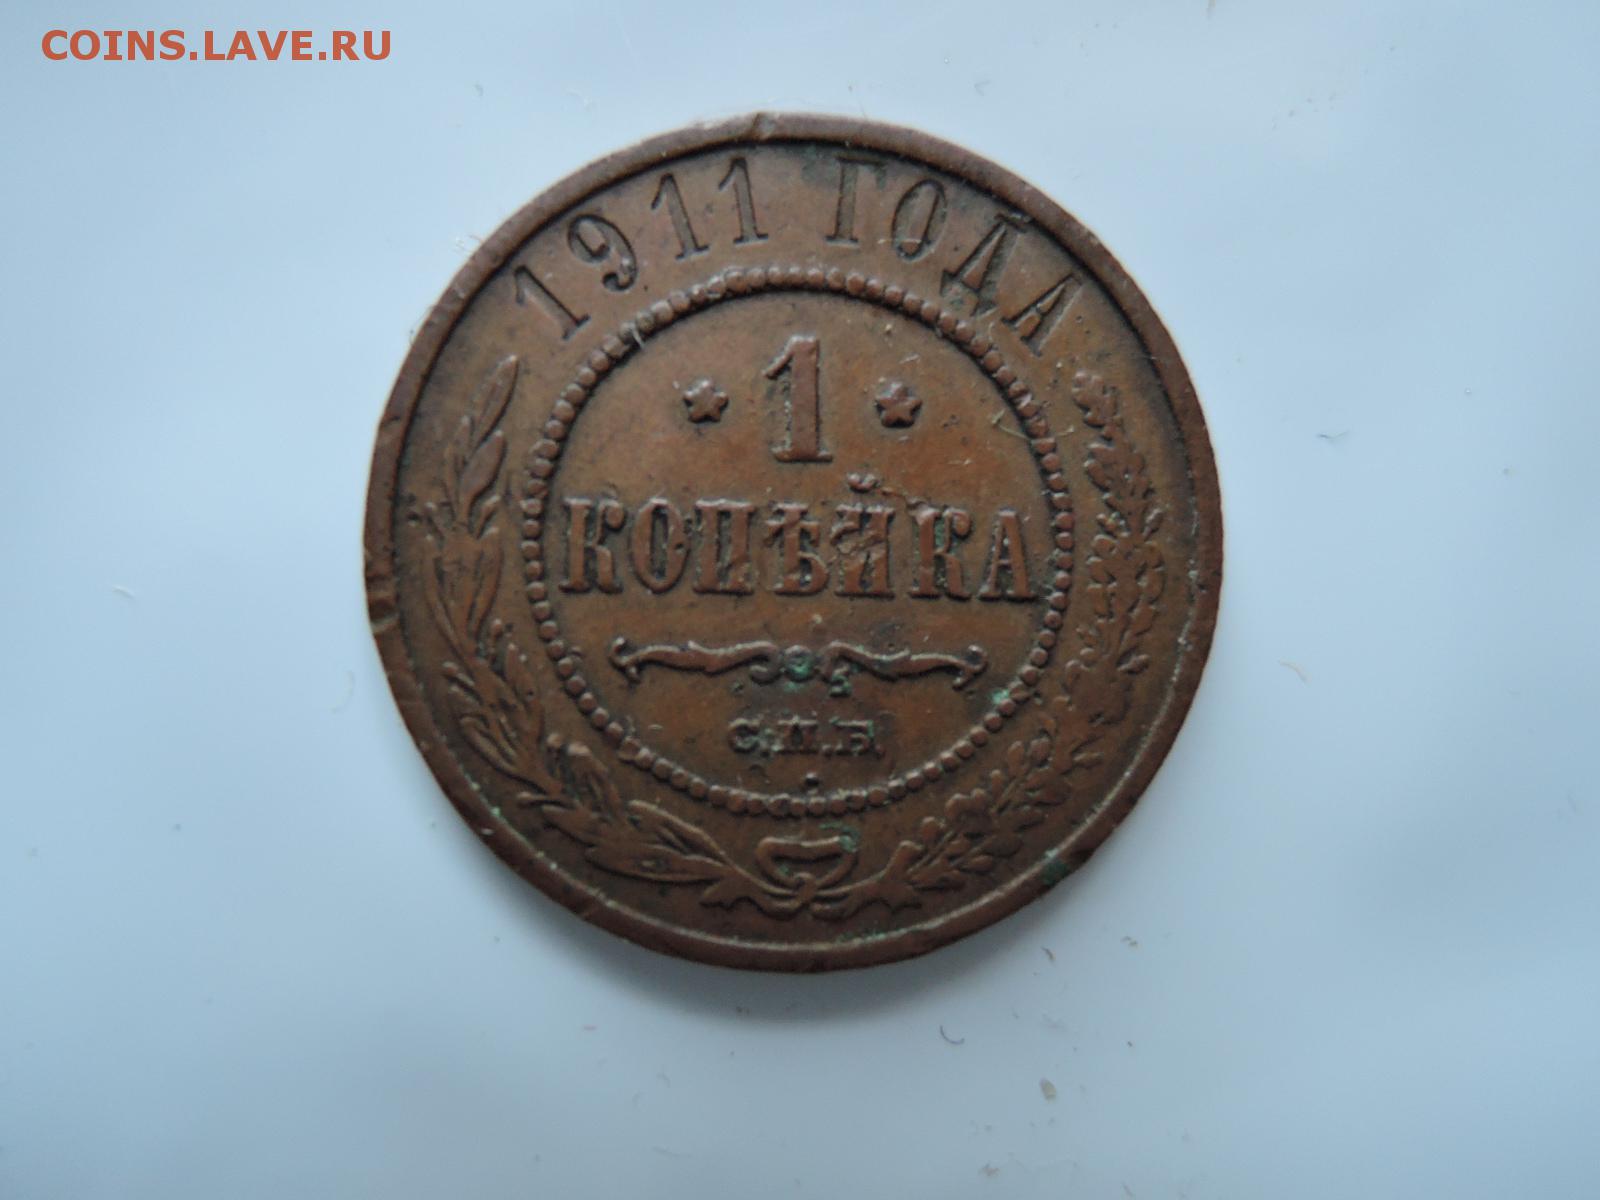 COINS.LAVE.RU
1911 ГОДА
* 1 *
КОПѢЙКА
С.П.Б.